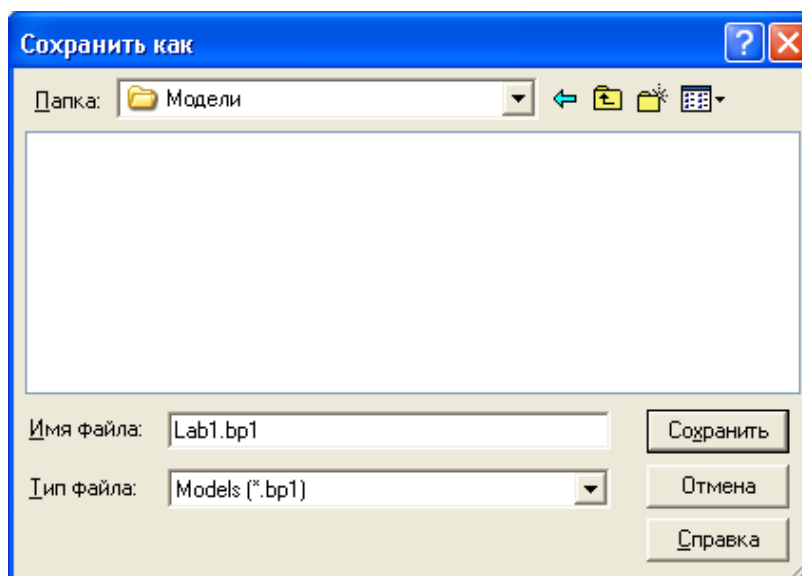 Сохранить как
Папка: Модели
Имя файла: Lab1.bp1 Сохранить
Тип файла: Models (*.bp1) Отмена
Справка